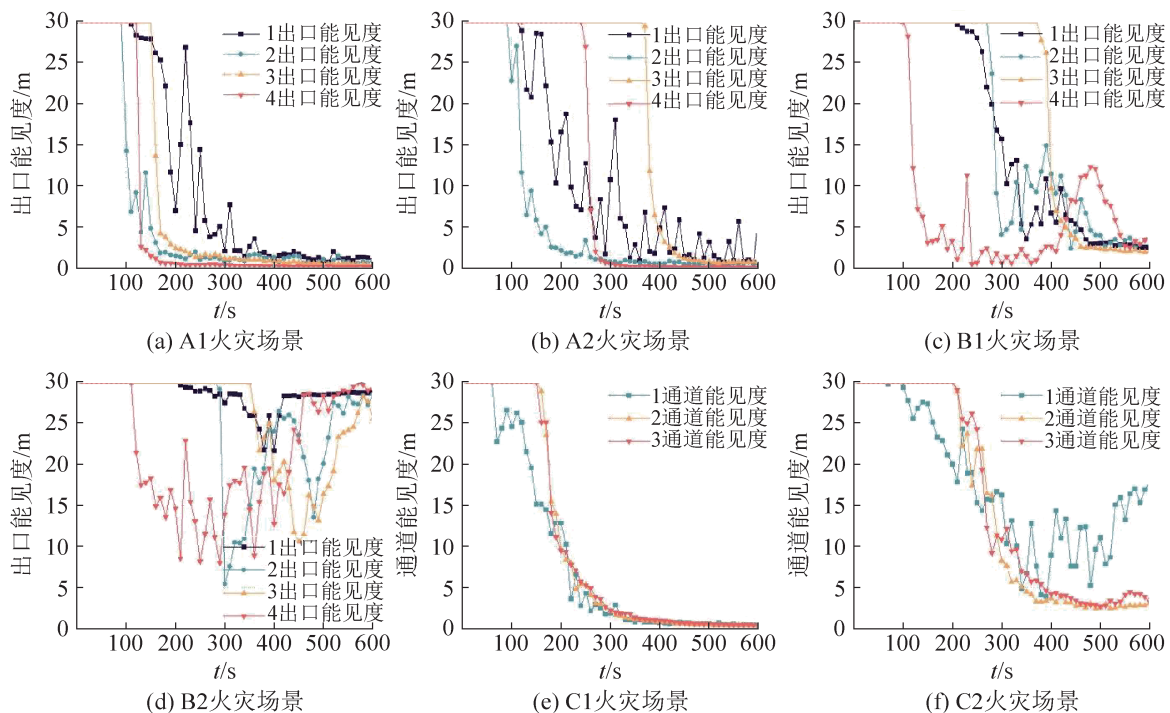 出口能见度/m
30
25
20
15
10
5
0
1出口能见度
2出口能见度
3出口能见度
4出口能见度
100 200 300 400 500 600
t/s
(a) A1火灾场景
出口能见度/m
30
25
20
15
10
5
0
1出口能见度
2出口能见度
3出口能见度
4出口能见度
100 200 300 400 500 600
t/s
(b) A2火灾场景
出口能见度/m
30
25
20
15
10
5
0
1出口能见度
2出口能见度
3出口能见度
4出口能见度
100 200 300 400 500 600
t/s
(c) B1火灾场景
出口能见度/m
30
25
20
15
10
5
0
1出口能见度
2出口能见度
3出口能见度
4出口能见度
100 200 300 400 500 600
t/s
(d) B2火灾场景
通道能见度/m
30
25
20
15
10
5
0
1通道能见度
2通道能见度
3通道能见度
100 200 300 400 500 600
t/s
(e) C1火灾场景
通道能见度/m
30
25
20
15
10
5
0
1通道能见度
2通道能见度
3通道能见度
100 200 300 400 500 600
t/s
(f) C2火灾场景